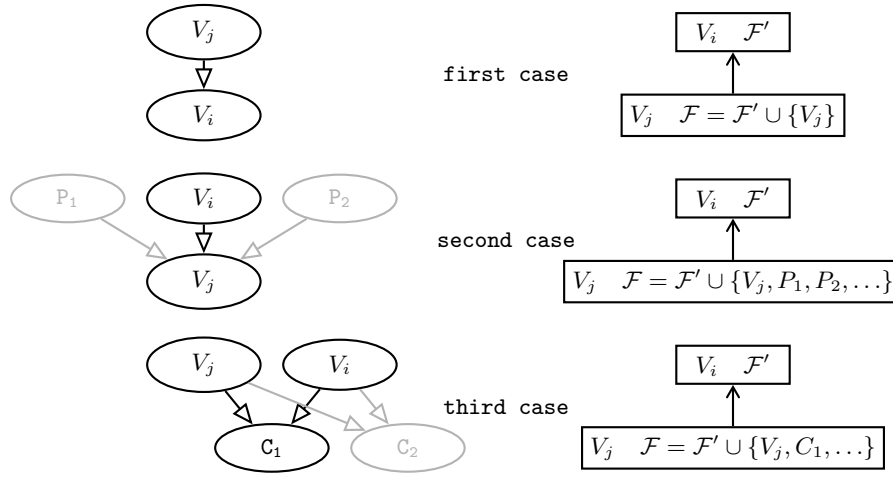 V_j
V_i
first case
V_i F′
V_j F = F′ ∪ {V_j}
P_1
V_i
P_2
V_j
second case
V_i F′
V_j F = F′ ∪ {V_j, P_1, P_2, ...}
V_j
V_i
C_1
C_2
third case
V_i F′
V_j F = F′ ∪ {V_j, C_1, ...}